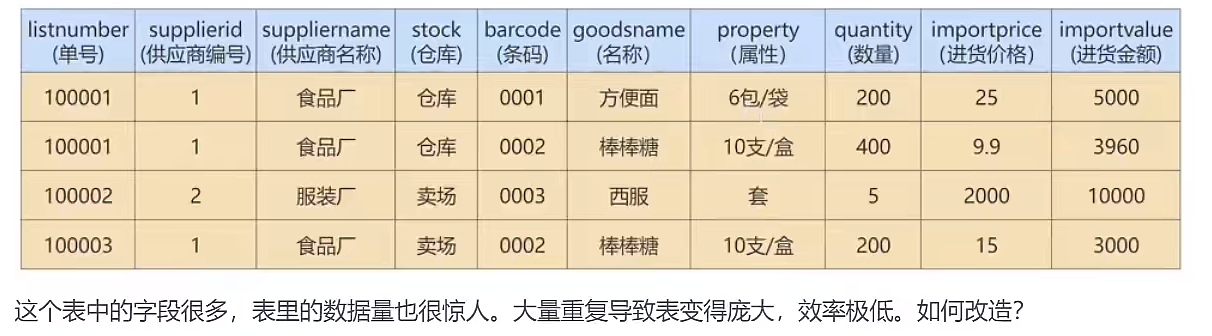 listnumber supplierid suppliername stock barcode goodsname property quantity importprice importvalue
(单号) (供应商编号) (供应商名称) (仓库) (条码) (名称) (属性) (数量) (进货价格) (进货金额)
100001 1 食品厂 仓库 0001 方便面 6包/袋 200 25 5000
100001 1 食品厂 仓库 0002 棒棒糖 10支/盒 400 9.9 3960
100002 2 服装厂 卖场 0003 西服 套 5 2000 10000
100003 1 食品厂 卖场 0002 棒棒糖 10支/盒 200 15 3000
这个表中的字段很多，表里的数据量也很惊人。大量重复导致表变得庞大，效率极低。如何改造？